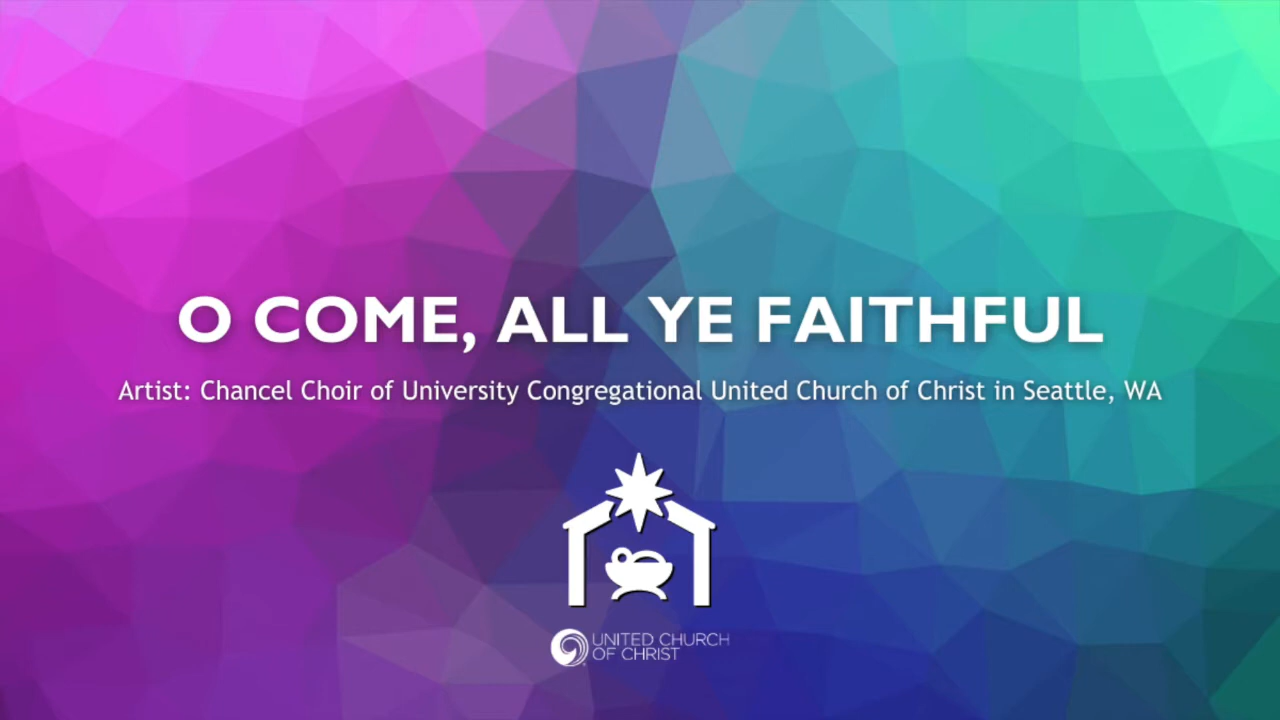 O COME, ALL YE FAITHFUL
Artist: Chancel Choir of University Congregational United Church of Christ in Seattle, WA
UNITED CHURCH
OF CHRIST